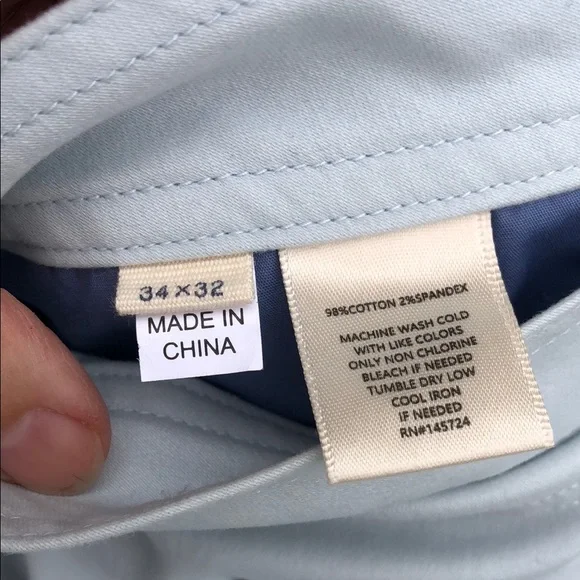 34 × 32
MADE IN
CHINA
98%COTTON 2%SPANDEX
MACHINE WASH COLD
WITH LIKE COLORS
ONLY NON CHLORINE
BLEACH IF NEEDED
TUMBLE DRY LOW
COOL IRON
IF NEEDED
RN#145724